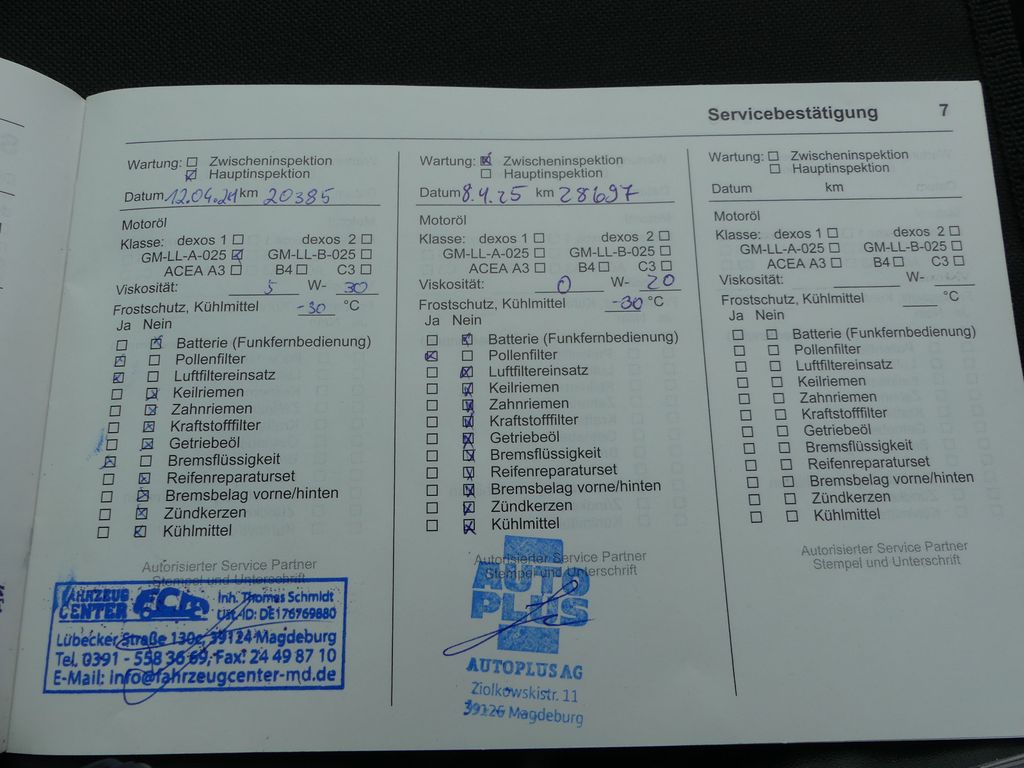 Servicebestätigung 7
Wartung: Zwischeninspektion
Hauptinspektion
Datum 12.04.21 km 20385
Motoröl
Klasse: dexos 1 dexos 2
GM-LL-A-025 GM-LL-B-025
ACEA A3 B4 C3
Viskosität: 5 W- 30
Frostschutz, Kühlmittel -30 °C
Ja Nein
Batterie (Funkfernbedienung)
Pollenfilter
Luftfiltereinsatz
Keilriemen
Zahnriemen
Kraftstofffilter
Getriebeöl
Bremsflüssigkeit
Reifenreparaturset
Bremsbelag vorne/hinten
Zündkerzen
Kühlmittel
Autorisierter Service Partner
Stempel und Unterschrift
FAHRZEUG
CENTER FCM
Inh. Thomas Schmidt
Ust.-ID: DE176769880
Lübecker Straße 130c, 39124 Magdeburg
Tel. 0391 - 558 36 69, Fax: 24 49 87 10
E-Mail: info@fahrzeugcenter-md.de
Wartung: Zwischeninspektion
Hauptinspektion
Datum 8.4.25 km 28697
Motoröl
Klasse: dexos 1 dexos 2
GM-LL-A-025 GM-LL-B-025
ACEA A3 B4 C3
Viskosität: 0 W- 20
Frostschutz, Kühlmittel -30 °C
Ja Nein
Batterie (Funkfernbedienung)
Pollenfilter
Luftfiltereinsatz
Keilriemen
Zahnriemen
Kraftstofffilter
Getriebeöl
Bremsflüssigkeit
Reifenreparaturset
Bremsbelag vorne/hinten
Zündkerzen
Kühlmittel
Autorisierter Service Partner
Stempel und Unterschrift
AUTO
PLUS
AUTOPLUS AG
Ziolkowskistr. 11
39126 Magdeburg
Wartung: Zwischeninspektion
Hauptinspektion
Datum km
Motoröl
Klasse: dexos 1 dexos 2
GM-LL-A-025 GM-LL-B-025
ACEA A3 B4 C3
Viskosität: W-
Frostschutz, Kühlmittel °C
Ja Nein
Batterie (Funkfernbedienung)
Pollenfilter
Luftfiltereinsatz
Keilriemen
Zahnriemen
Kraftstofffilter
Getriebeöl
Bremsflüssigkeit
Reifenreparaturset
Bremsbelag vorne/hinten
Zündkerzen
Kühlmittel
Autorisierter Service Partner
Stempel und Unterschrift